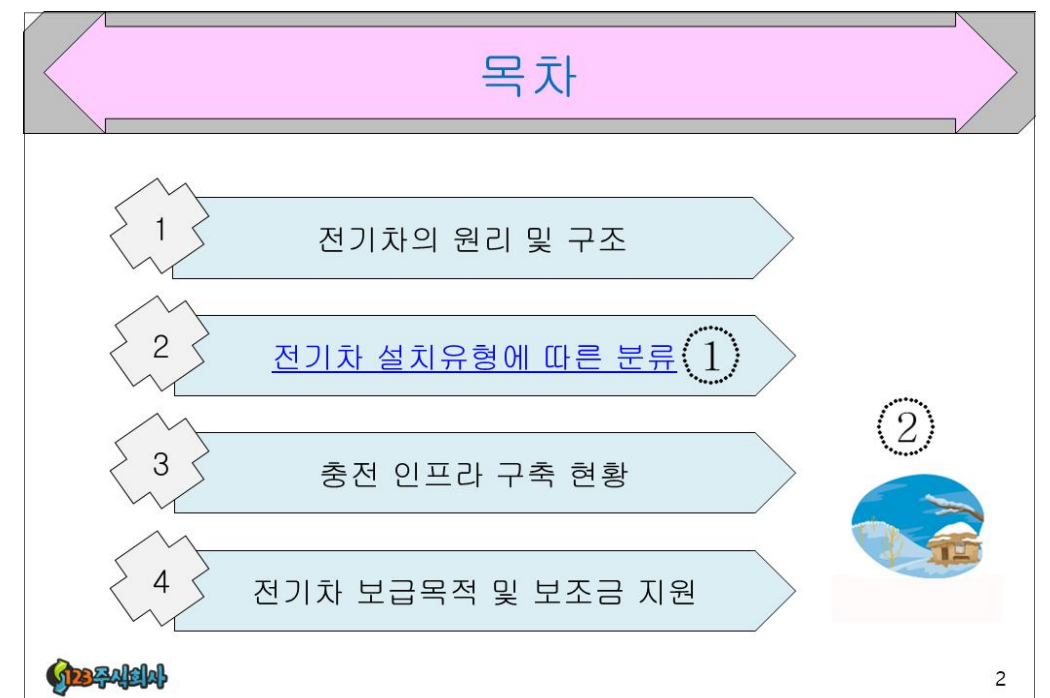 목차
1
전기차의 원리 및 구조
2
전기차 설치유형에 따른 분류 ①
3
충전 인프라 구축 현황
②
4
전기차 보급목적 및 보조금 지원
123주식회사
2